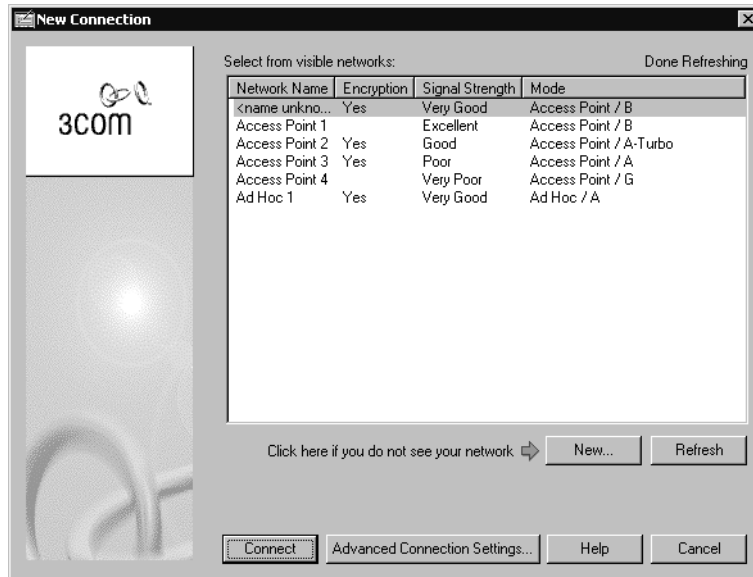 New Connection
3COM
Select from visible networks: Done Refreshing
Network Name Encryption Signal Strength Mode
<name unkno... Yes Very Good Access Point / B
Access Point 1 Excellent Access Point / B
Access Point 2 Yes Good Access Point / A-Turbo
Access Point 3 Yes Poor Access Point / A
Access Point 4 Very Poor Access Point / G
Ad Hoc 1 Yes Very Good Ad Hoc / A
Click here if you do not see your network New... Refresh
Connect Advanced Connection Settings... Help Cancel